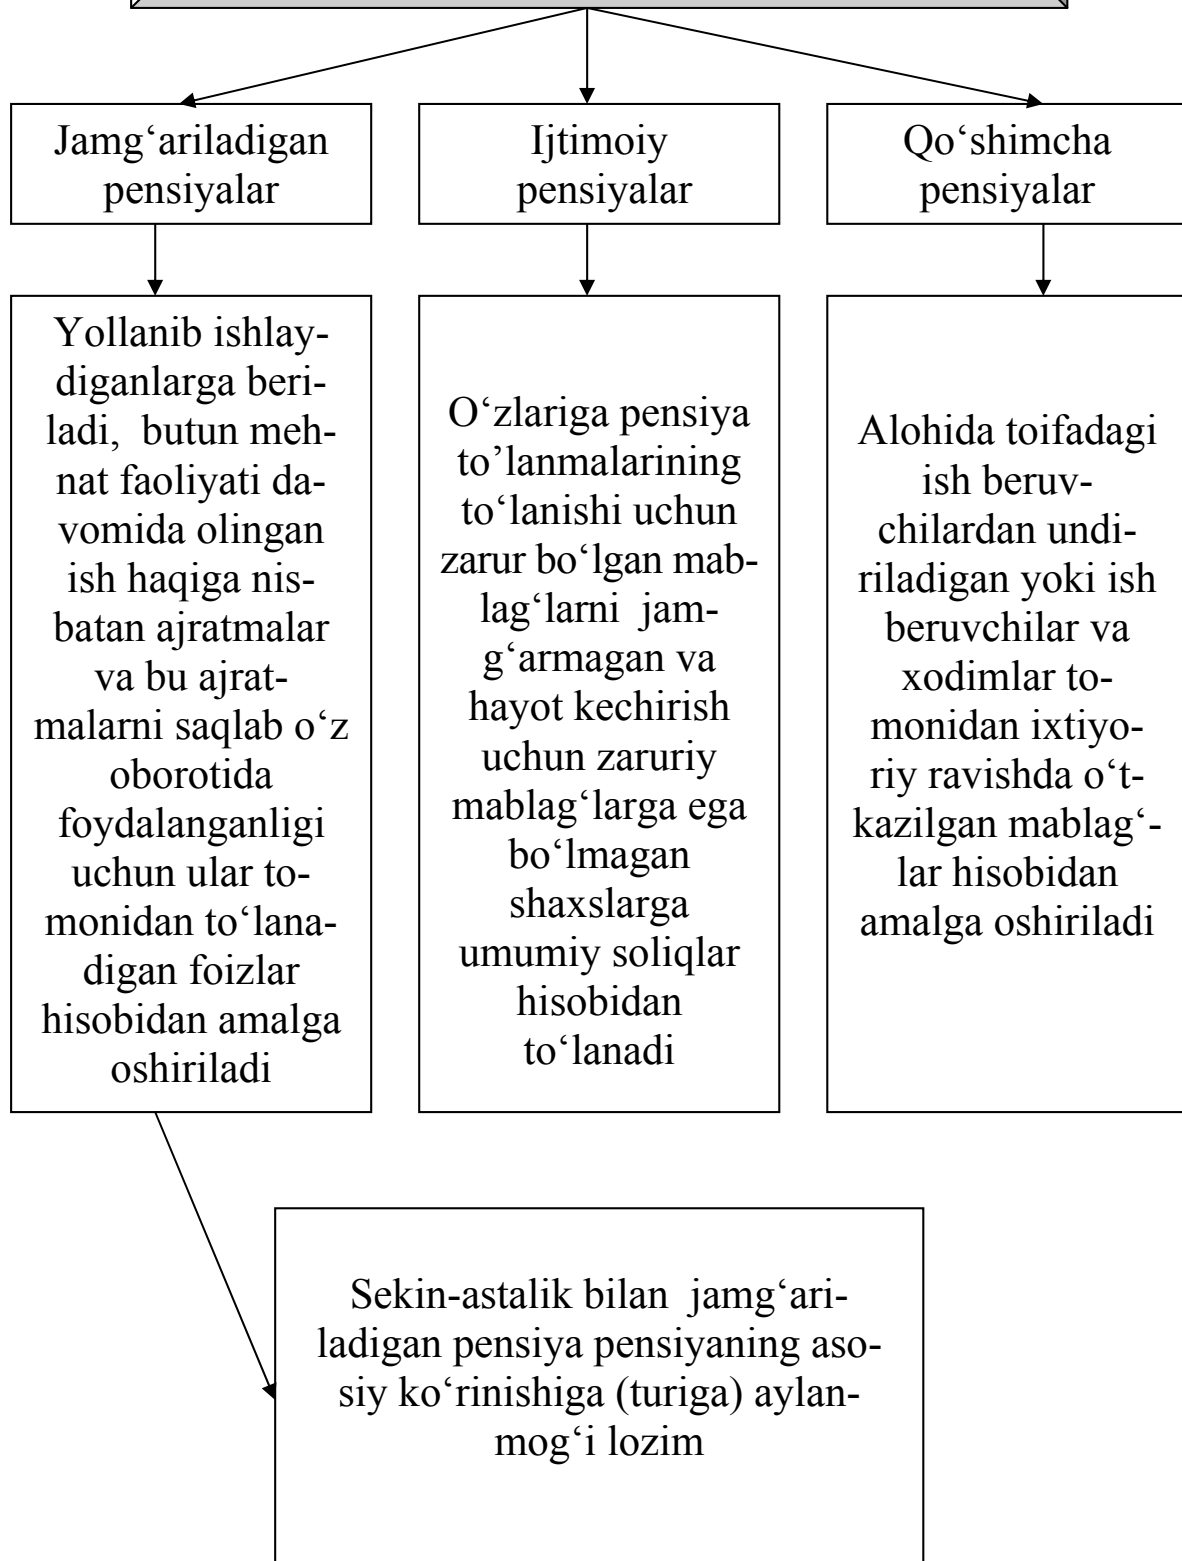 Jamg‘ariladigan
pensiyalar
Ijtimoiy
pensiyalar
Qo‘shimcha
pensiyalar
Yollanib ishlay-
diganlarga beri-
ladi, butun meh-
nat faoliyati da-
vomida olingan
ish haqiga nis-
batan ajratmalar
va bu ajrat-
malarni saqlab o‘z
oborotida
foydalanganligi
uchun ular to-
monidan to‘lana-
digan foizlar
hisobidan amalga
oshiriladi
O‘zlariga pensiya
to’lanmalarining
to‘lanishi uchun
zarur bo‘lgan mab-
lag‘larni jam-
g‘armagan va
hayot kechirish
uchun zaruriy
mablag‘larga ega
bo‘lmagan
shaxslarga
umumiy soliqlar
hisobidan
to‘lanadi
Alohida toifadagi
ish beruv-
chilardan undi-
riladigan yoki ish
beruvchilar va
xodimlar to-
monidan ixtiyo-
riy ravishda o‘t-
kazilgan mablag‘-
lar hisobidan
amalga oshiriladi
Sekin-astalik bilan jamg‘ari-
ladigan pensiya pensiyaning aso-
siy ko‘rinishiga (turiga) aylan-
mog‘i lozim